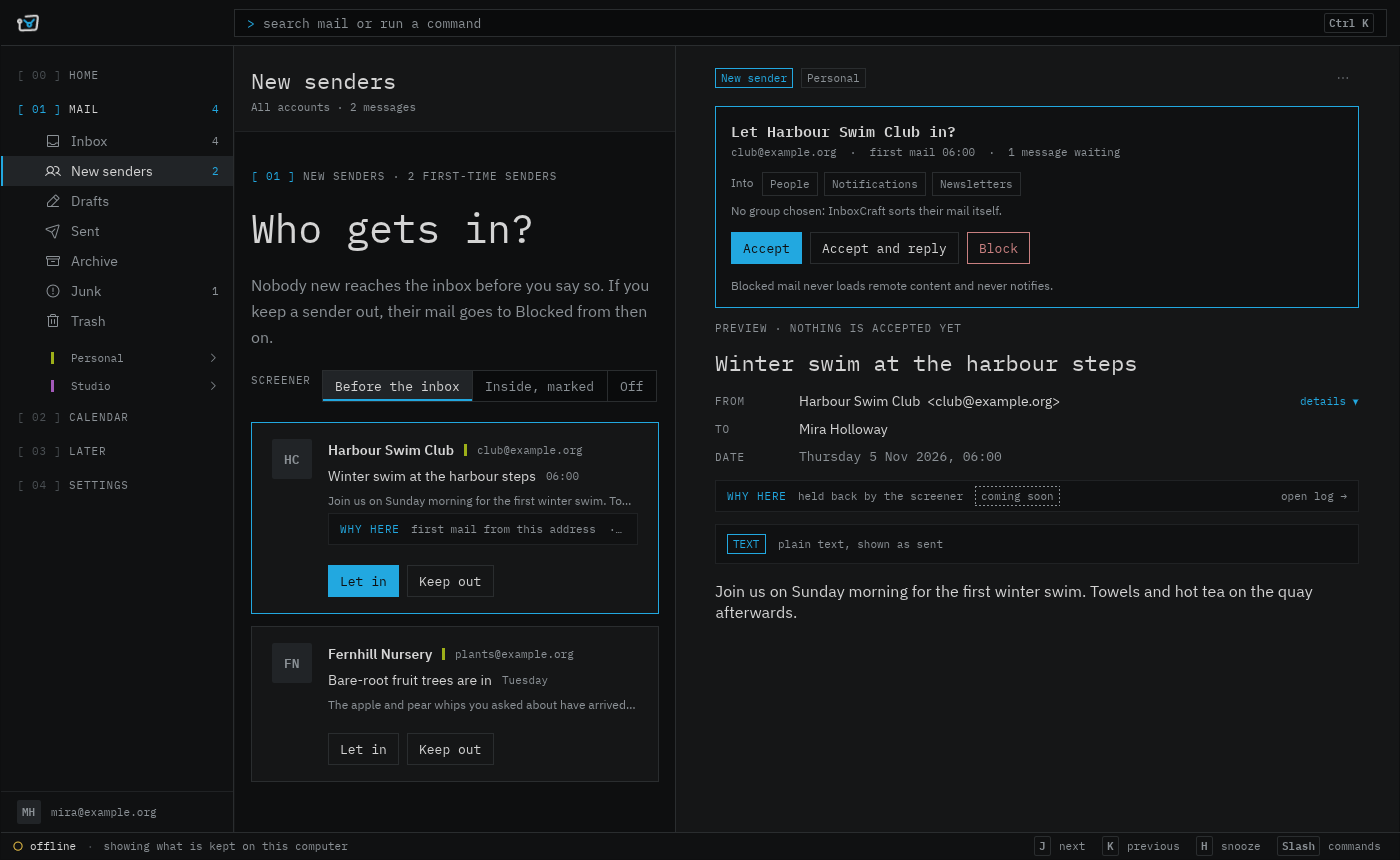 > search mail or run a command
Ctrl K
[ 00 ] HOME
[ 01 ] MAIL 4
Inbox 4
New senders 2
Drafts
Sent
Archive
Junk 1
Trash
Personal
Studio
[ 02 ] CALENDAR
[ 03 ] LATER
[ 04 ] SETTINGS
MH mira@example.org
New senders
All accounts · 2 messages
[ 01 ] NEW SENDERS · 2 FIRST-TIME SENDERS
Who gets in?
Nobody new reaches the inbox before you say so. If you
keep a sender out, their mail goes to Blocked from then
on.
SCREENER Before the inbox Inside, marked Off
HC
Harbour Swim Club club@example.org
Winter swim at the harbour steps 06:00
Join us on Sunday morning for the first winter swim. To…
WHY HERE first mail from this address ·…
Let in Keep out
FN
Fernhill Nursery plants@example.org
Bare-root fruit trees are in Tuesday
The apple and pear whips you asked about have arrived…
Let in Keep out
New sender Personal ···
Let Harbour Swim Club in?
club@example.org · first mail 06:00 · 1 message waiting
Into People Notifications Newsletters
No group chosen: InboxCraft sorts their mail itself.
Accept Accept and reply Block
Blocked mail never loads remote content and never notifies.
PREVIEW · NOTHING IS ACCEPTED YET
Winter swim at the harbour steps
FROM Harbour Swim Club <club@example.org> details ▾
TO Mira Holloway
DATE Thursday 5 Nov 2026, 06:00
WHY HERE held back by the screener coming soon open log →
TEXT plain text, shown as sent
Join us on Sunday morning for the first winter swim. Towels and hot tea on the quay
afterwards.
offline · showing what is kept on this computer
J next K previous H snooze Slash commands